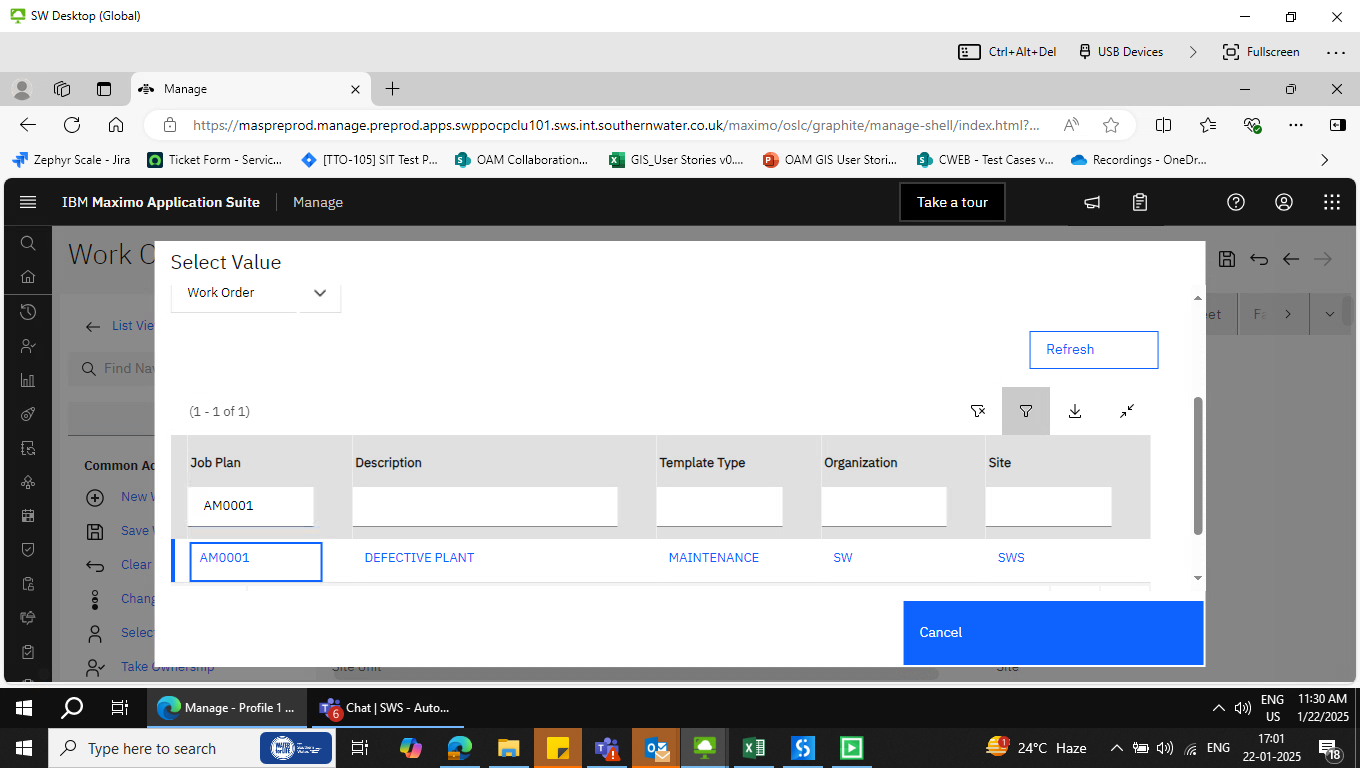 SW Desktop (Global)
Ctrl+Alt+Del
USB Devices
Fullscreen
Manage
https://maspreprod.manage.preprod.apps.swppocpclu101.sws.int.southernwater.co.uk/maximo/oslc/graphite/manage-shell/index.html?...
Zephyr Scale - Jira
Ticket Form - Servic...
[TTO-105] SIT Test P...
OAM Collaboration...
GIS_User Stories v0....
OAM GIS User Stori...
CWEB - Test Cases v...
Recordings - OneDr...
IBM Maximo Application Suite
Manage
Take a tour
Work O
Select Value
Work Order
List Vie
eet
Fa
Refresh
Find Nav
(1 - 1 of 1)
Common Ac
Job Plan
Description
Template Type
Organization
Site
New W
AM0001
Save W
Clear
AM0001
DEFECTIVE PLANT
MAINTENANCE
SW
SWS
Chang
Select
Cancel
Take Ownership
Site Unit
Site
Manage - Profile 1 ...
6
Chat | SWS - Auto...
ENG
US
11:30 AM
1/22/2025
Type here to search
24°C Haze
ENG
17:01
22-01-2025
18